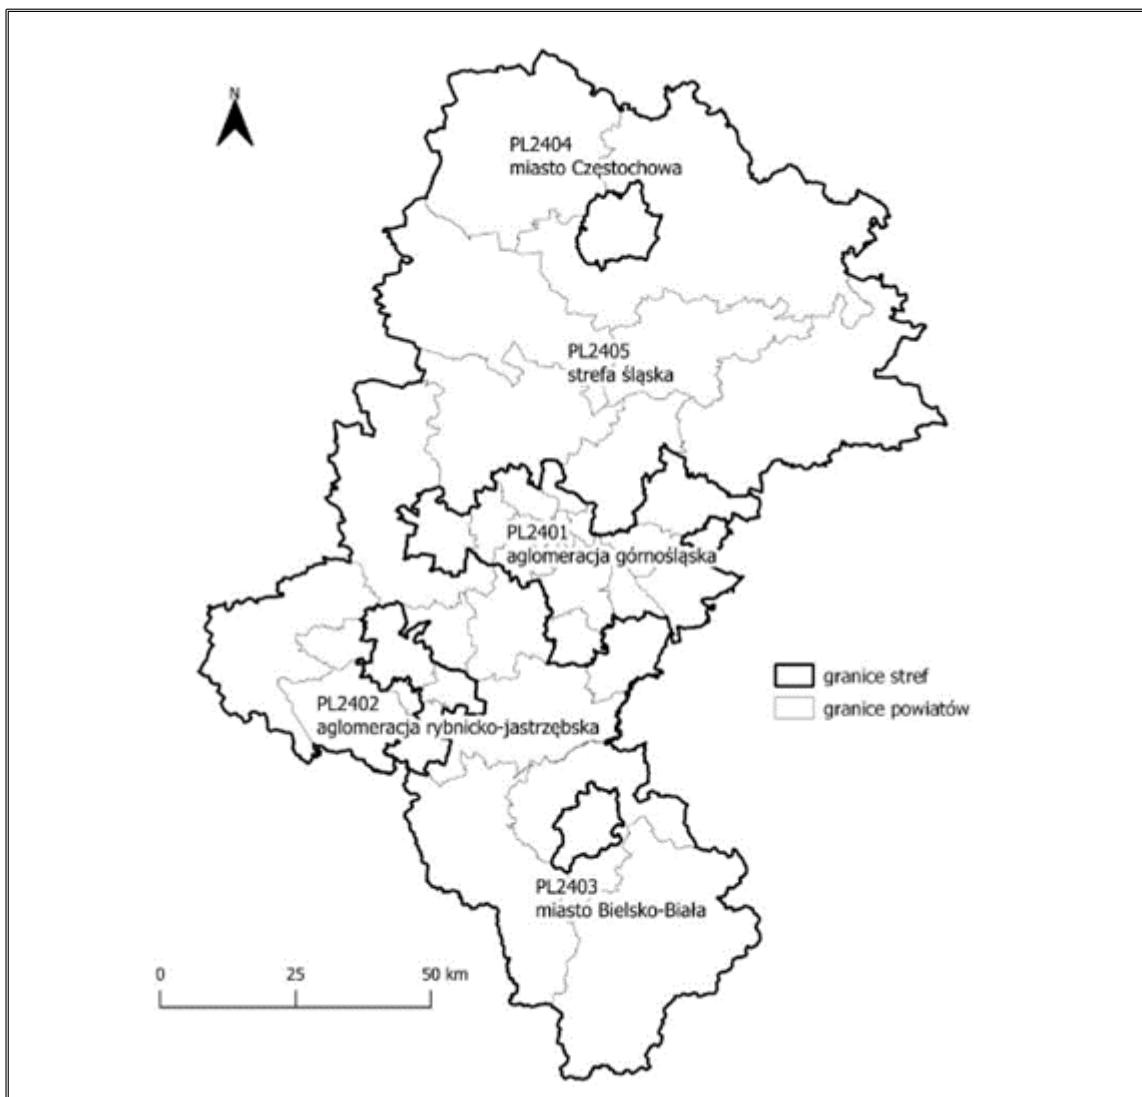 N
PL2404
miasto Częstochowa
PL2405
strefa śląska
PL2401
aglomeracja górnośląska
granice stref
granice powiatów
PL2402
aglomeracja rybnicko-jastrzębska
PL2403
miasto Bielsko-Biała
0 25 50 km